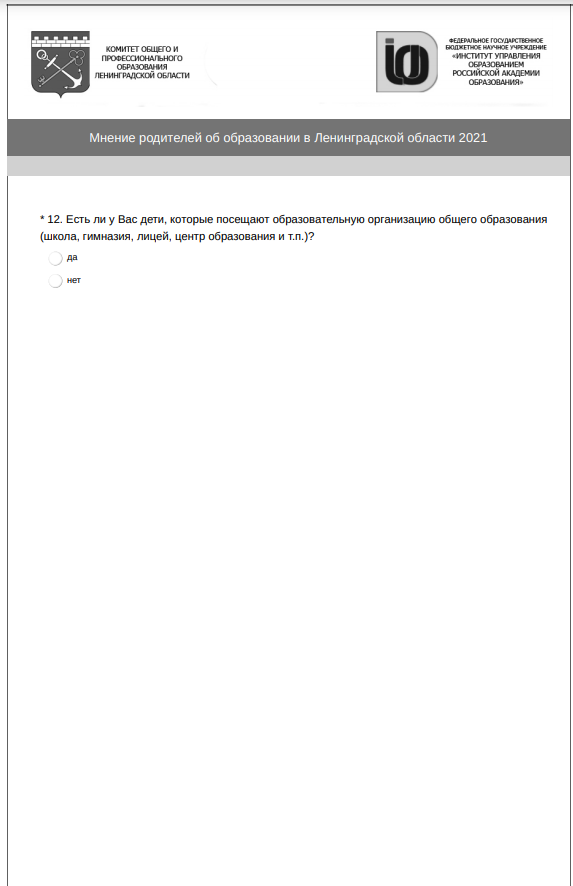 КОМИТЕТ ОБЩЕГО И
ПРОФЕССИОНАЛЬНОГО
ОБРАЗОВАНИЯ
ЛЕНИНГРАДСКОЙ ОБЛАСТИ
ФЕДЕРАЛЬНОЕ ГОСУДАРСТВЕННОЕ
БЮДЖЕТНОЕ НАУЧНОЕ УЧРЕЖДЕНИЕ
«ИНСТИТУТ УПРАВЛЕНИЯ
ОБРАЗОВАНИЕМ
РОССИЙСКОЙ АКАДЕМИИ
ОБРАЗОВАНИЯ»
Мнение родителей об образовании в Ленинградской области 2021
* 12. Есть ли у Вас дети, которые посещают образовательную организацию общего образования
(школа, гимназия, лицей, центр образования и т.п.)?
да
нет